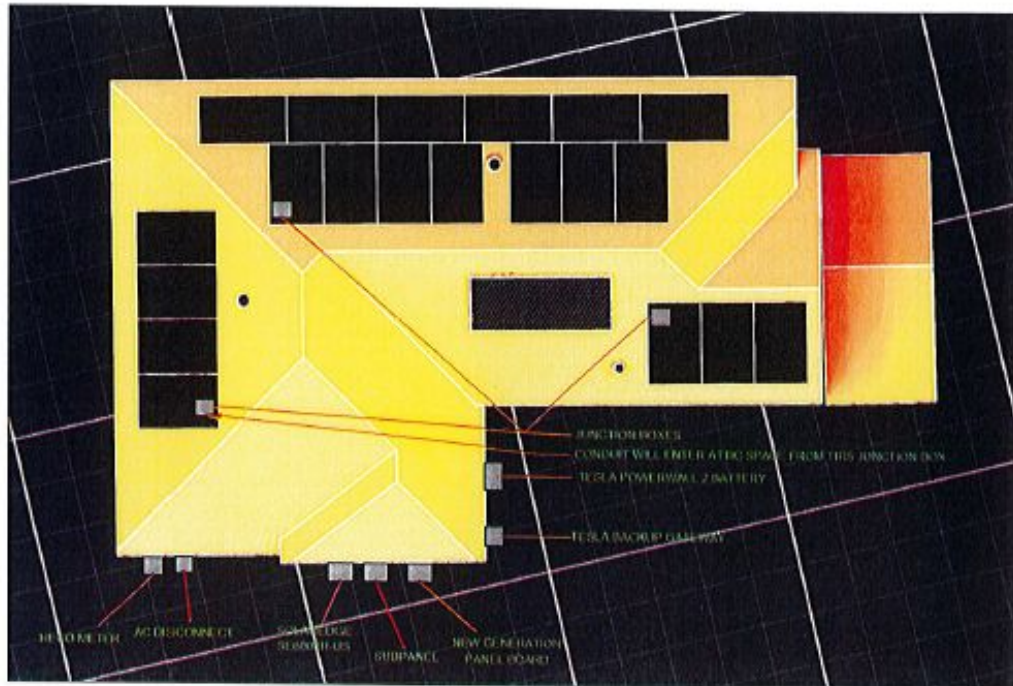 JUNCTION BOXES
CONDUIT WILL ENTER ATTIC SPACE FROM THIS JUNCTION BOX
TESLA POWERWALL 2 BATTERY
TESLA BACKUP GATEWAY
METER
AC DISCONNECT
SOLAREDGE
SUBPANEL
NEW GENERATION
PANEL BOARD